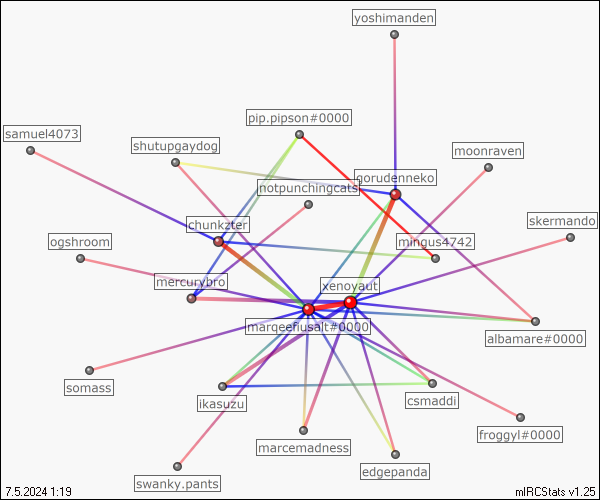 yoshimanden
pip.pipson#0000
samuel4073
shutupgaydog
moonraven
gorudenneko
notpunchingcats
chunkzter
skermando
ogshroom
mingus4742
mercurybro
xenoyaut
marqeefiusalt#0000
albamare#0000
somass
ikasuzu
csmaddi
froggyl#0000
marcemadness
edgepanda
swanky.pants
7.5.2024 1:19
mIRCStats v1.25